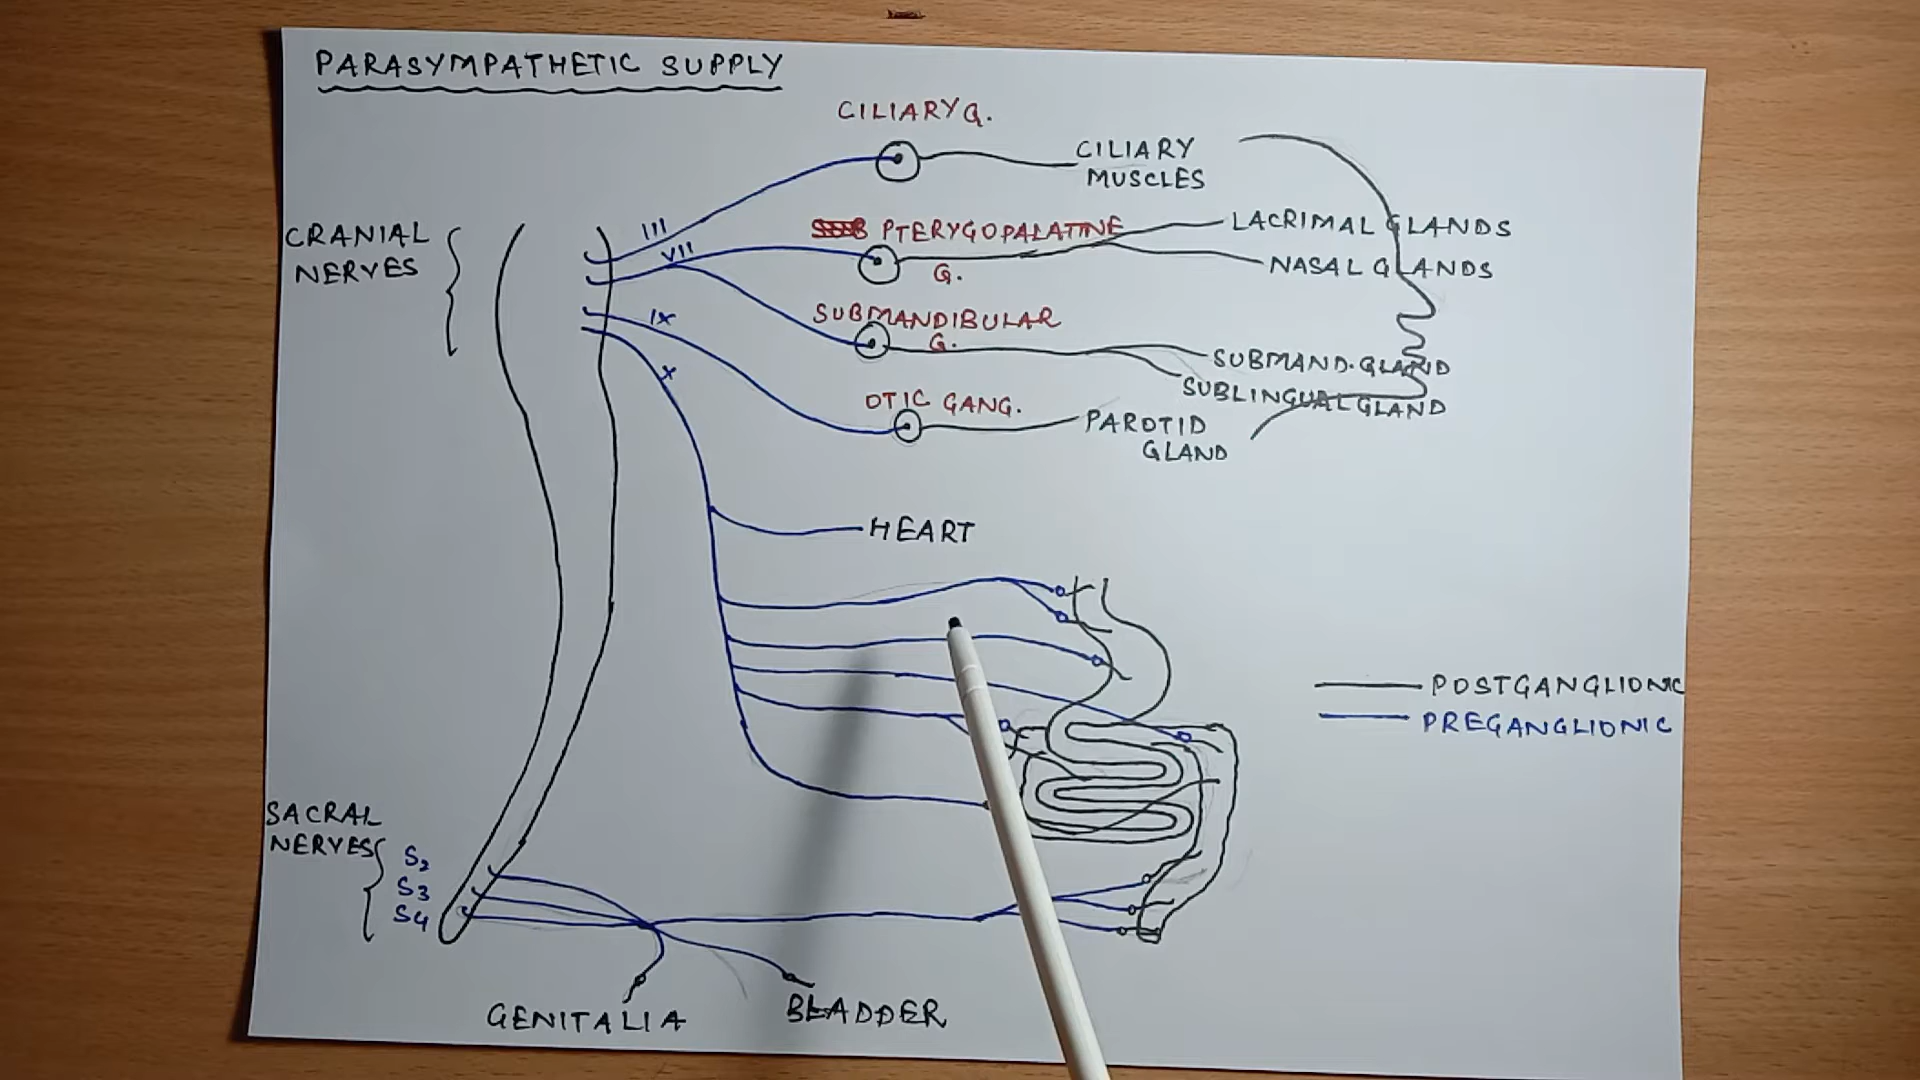 PARASYMPATHETIC SUPPLY
CILIARY G.
CILIARY
MUSCLES
CRANIAL
NERVES
III
VII
PTERYGOPALATINE
G.
LACRIMAL GLANDS
NASAL GLANDS
IX
SUBMANDIBULAR
G.
SUBMAND. GLAND
SUBLINGUAL GLAND
X
OTIC GANG.
PAROTID
GLAND
HEART
POSTGANGLIONIC
PREGANGLIONIC
SACRAL
NERVES
S2
S3
S4
GENITALIA
BLADDER